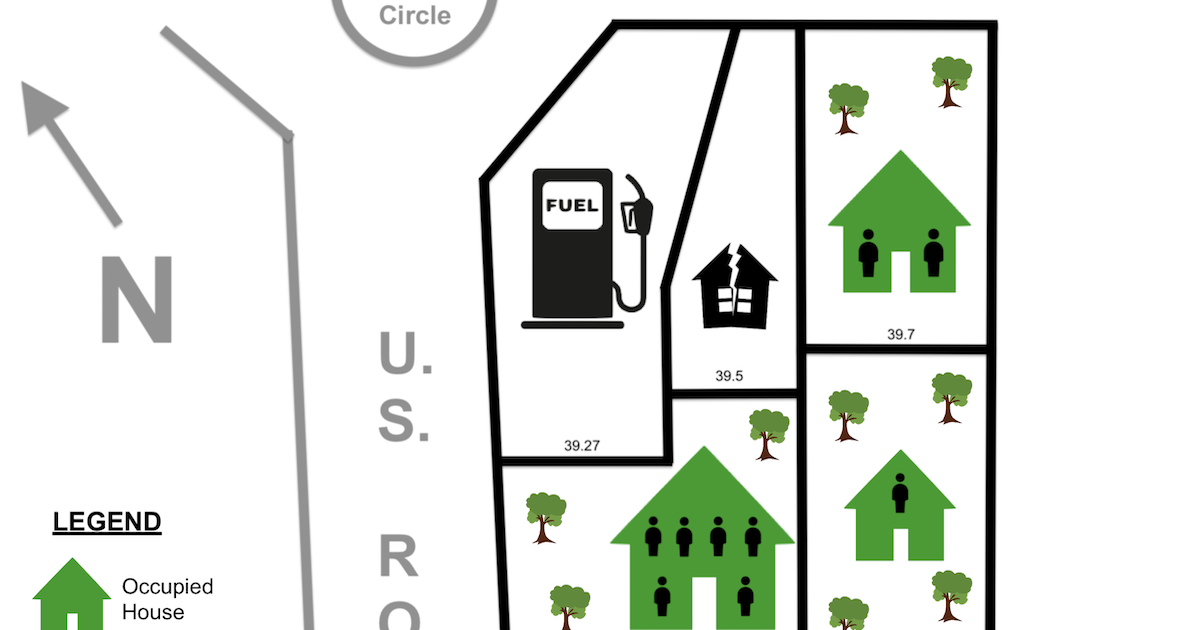 Circle
FUEL
39.7
39.5
39.27
N
U.
S.
R
O
LEGEND
Occupied
House